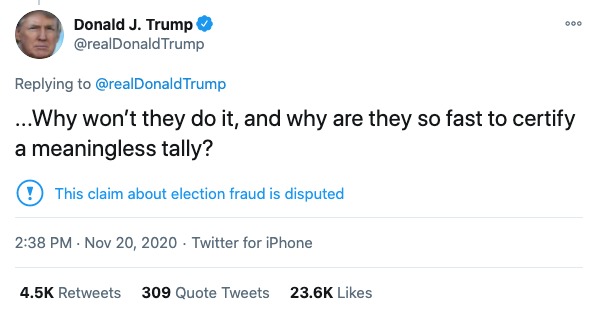 Donald J. Trump
@realDonaldTrump
Replying to @realDonaldTrump
...Why won't they do it, and why are they so fast to certify
a meaningless tally?
This claim about election fraud is disputed
2:38 PM · Nov 20, 2020 · Twitter for iPhone
4.5K Retweets 309 Quote Tweets 23.6K Likes